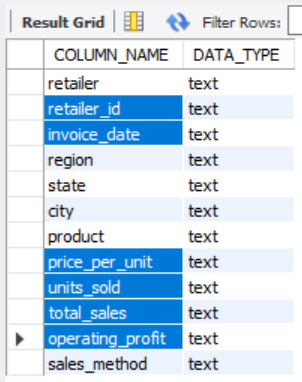 Result Grid Filter Rows:
COLUMN_NAME DATA_TYPE
retailer text
retailer_id text
invoice_date text
region text
state text
city text
product text
price_per_unit text
units_sold text
total_sales text
operating_profit text
sales_method text